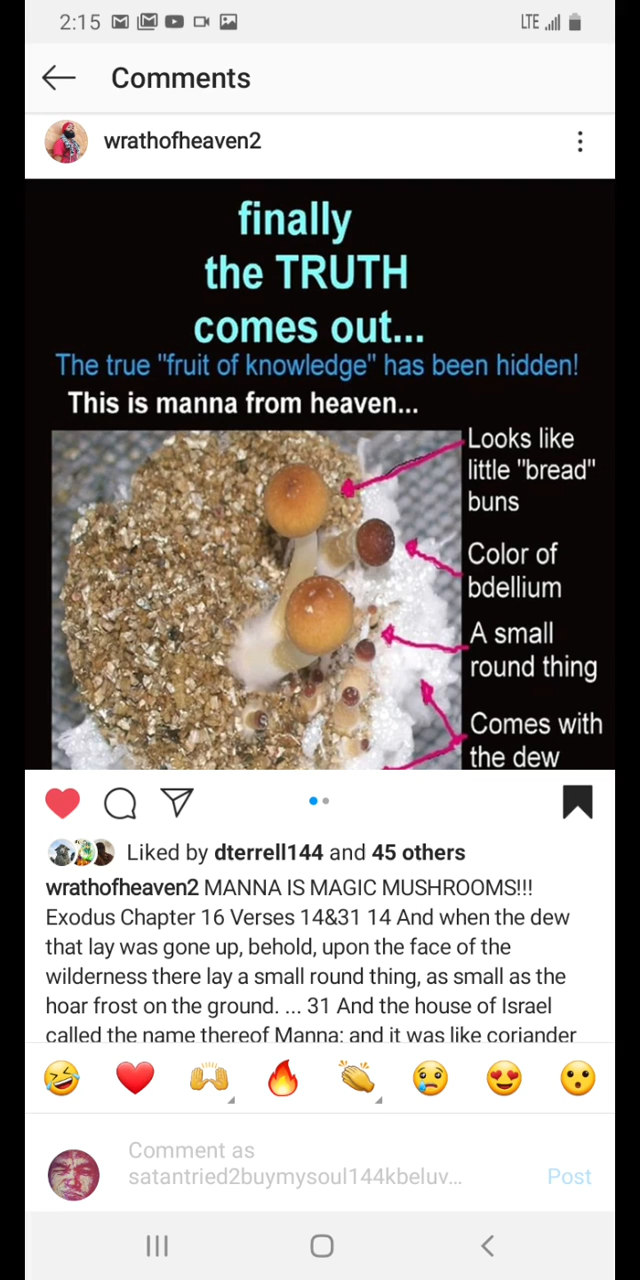 2:15
LTE
Comments
wrathofheaven2
finally
the TRUTH
comes out...
The true "fruit of knowledge" has been hidden!
This is manna from heaven...
Looks like
little "bread"
buns
Color of
bdellium
A small
round thing
Comes with
the dew
Liked by dterrell144 and 45 others
wrathofheaven2 MANNA IS MAGIC MUSHROOMS!!!
Exodus Chapter 16 Verses 14&31 14 And when the dew
that lay was gone up, behold, upon the face of the
wilderness there lay a small round thing, as small as the
hoar frost on the ground. ... 31 And the house of Israel
called the name thereof Manna: and it was like coriander
Comment as
satantried2buymysoul144kbeluv...
Post